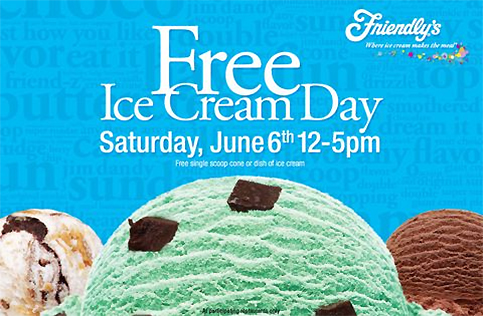 Friendly's
Where ice cream makes the meal!
Free
Ice Cream Day
Saturday, June 6th 12-5pm
Free single scoop cone or dish of ice cream
At participating restaurants only